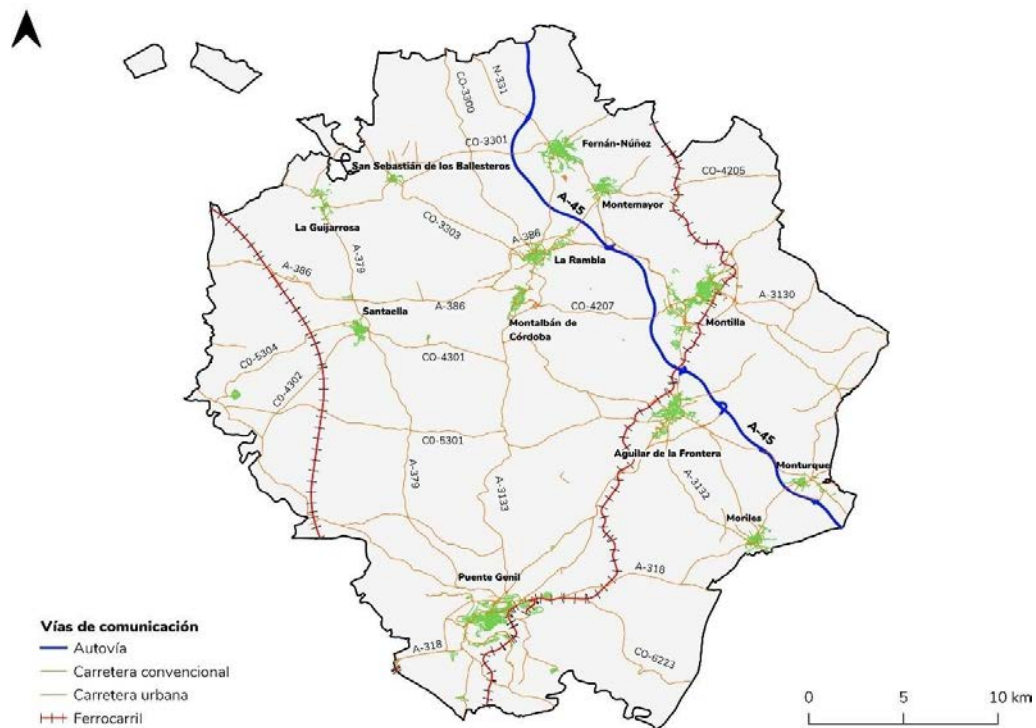 N-331
CO-3300
CO-3301
Fernán-Núñez
San Sebastián de los Ballesteros
CO-4205
Montemayor
A-45
La Guijarrosa
CO-3303
A-386
La Rambla
A-379
A-386
A-386
CO-4207
A-3130
Santaella
Montalbán de
Córdoba
Montilla
C0-5304
CO-4301
C0-4302
A-45
C0-5301
Aguilar de la Frontera
Monturque
A-379
A-3133
A-3132
Moriles
A-318
Puente Genil
A-318
CO-6223
Vías de comunicación
Autovía
Carretera convencional
Carretera urbana
Ferrocarril
0 5 10 km